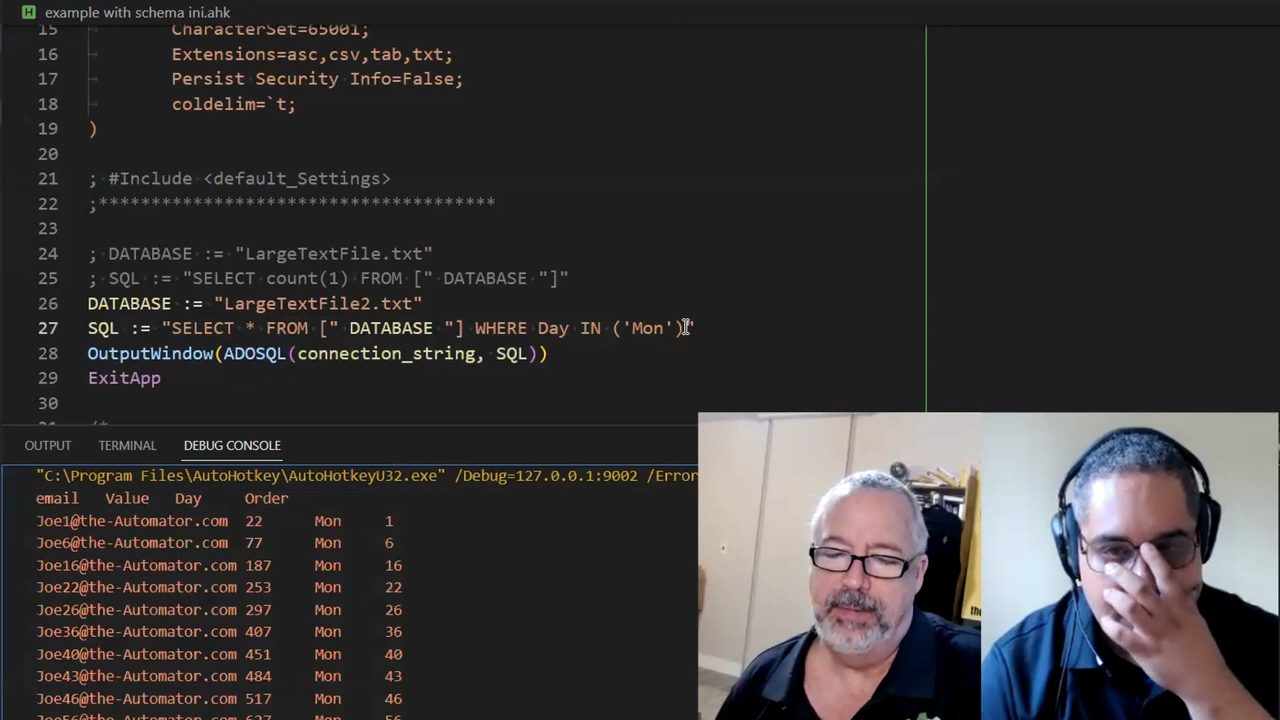 example with schema ini.ahk
15 CharacterSet=65001;
16 Extensions=asc,csv,tab,txt;
17 Persist Security Info=False;
18 coldelim=`t;
19 )
20
21 ; #Include <default_Settings>
22 ;*************************************
23
24 ; DATABASE := "LargeTextFile.txt"
25 ; SQL := "SELECT count(1) FROM [" DATABASE "]"
26 DATABASE := "LargeTextFile2.txt"
27 SQL := "SELECT * FROM [" DATABASE "] WHERE Day IN ('Mon')"
28 OutputWindow(ADOSQL(connection_string, SQL))
29 ExitApp
30
OUTPUT TERMINAL DEBUG CONSOLE
"C:\Program Files\AutoHotkey\AutoHotkeyU32.exe" /Debug=127.0.0.1:9002 /Error
email Value Day Order
Joe1@the-Automator.com 22 Mon 1
Joe6@the-Automator.com 77 Mon 6
Joe16@the-Automator.com 187 Mon 16
Joe22@the-Automator.com 253 Mon 22
Joe26@the-Automator.com 297 Mon 26
Joe36@the-Automator.com 407 Mon 36
Joe40@the-Automator.com 451 Mon 40
Joe43@the-Automator.com 484 Mon 43
Joe46@the-Automator.com 517 Mon 46